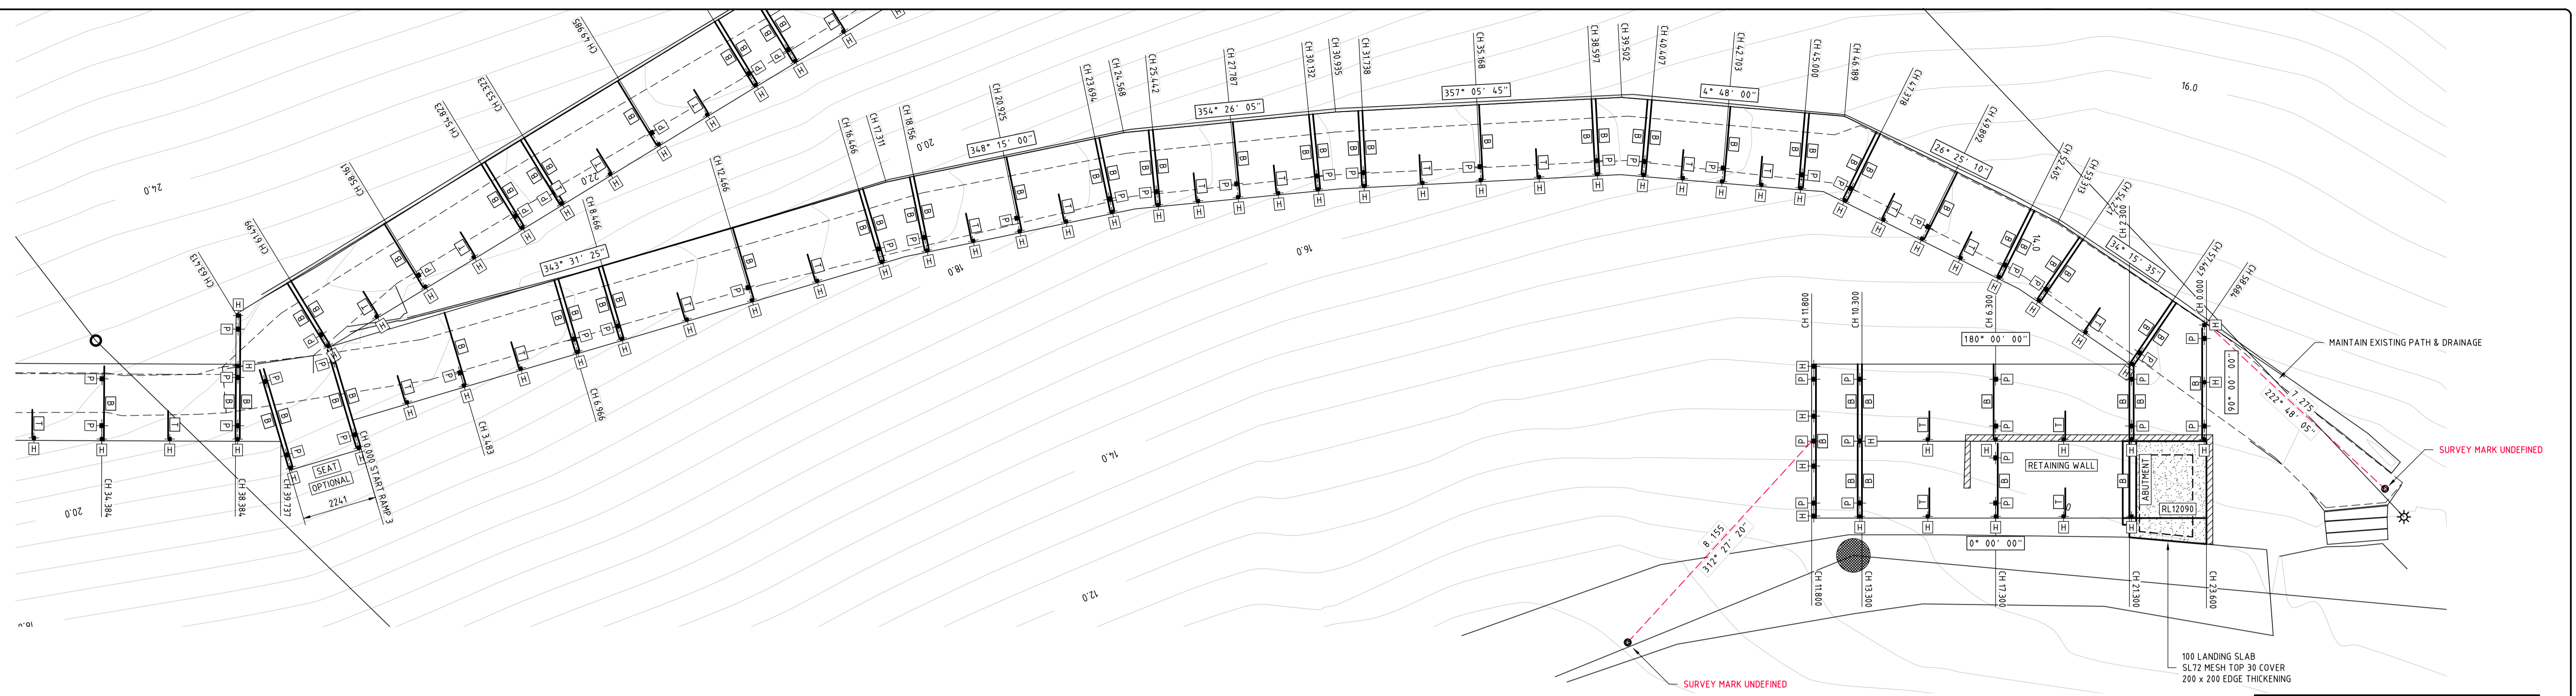 CH 49.985
CH 53.323
CH 54.823
CH 58.161
CH 61.499
CH 63.413
24.0
22.0
20.0
CH 34.384
CH 38.384
CH 39.737
SEAT
OPTIONAL
2241
CH 0.000 START RAMP 3
CH 3.483
CH 6.966
CH 8.466
343° 31' 25"
CH 12.466
CH 16.466
CH 17.311
CH 18.156
20.0
CH 20.925
348° 15' 00"
CH 23.694
CH 24.568
CH 25.442
CH 27.787
354° 26' 05"
CH 30.132
CH 30.935
CH 31.738
CH 35.168
357° 05' 45"
CH 38.597
CH 39.502
CH 40.407
CH 42.703
4° 48' 00"
CH 45.000
CH 46.189
CH 47.378
CH 49.892
26° 25' 10"
CH 52.405
CH 53.313
CH 54.221
CH 2.300
34° 15' 35"
CH 57.467
CH 58.684
CH 0.000
16.0
18.0
16.0
14.0
12.0
14.0
CH 11.800
CH 10.300
CH 9.300
180° 00' 00"
90° 00' 00"
MAINTAIN EXISTING PATH & DRAINAGE
7.275
222° 48' 05"
SURVEY MARK UNDEFINED
RETAINING WALL
ABUTMENT
RL12090
0° 00' 00"
8.155
312° 27' 20"
CH 11.800
CH 13.300
CH 17.300
CH 21.300
CH 23.600
SURVEY MARK UNDEFINED
100 LANDING SLAB
SL72 MESH TOP 30 COVER
200 x 200 EDGE THICKENING